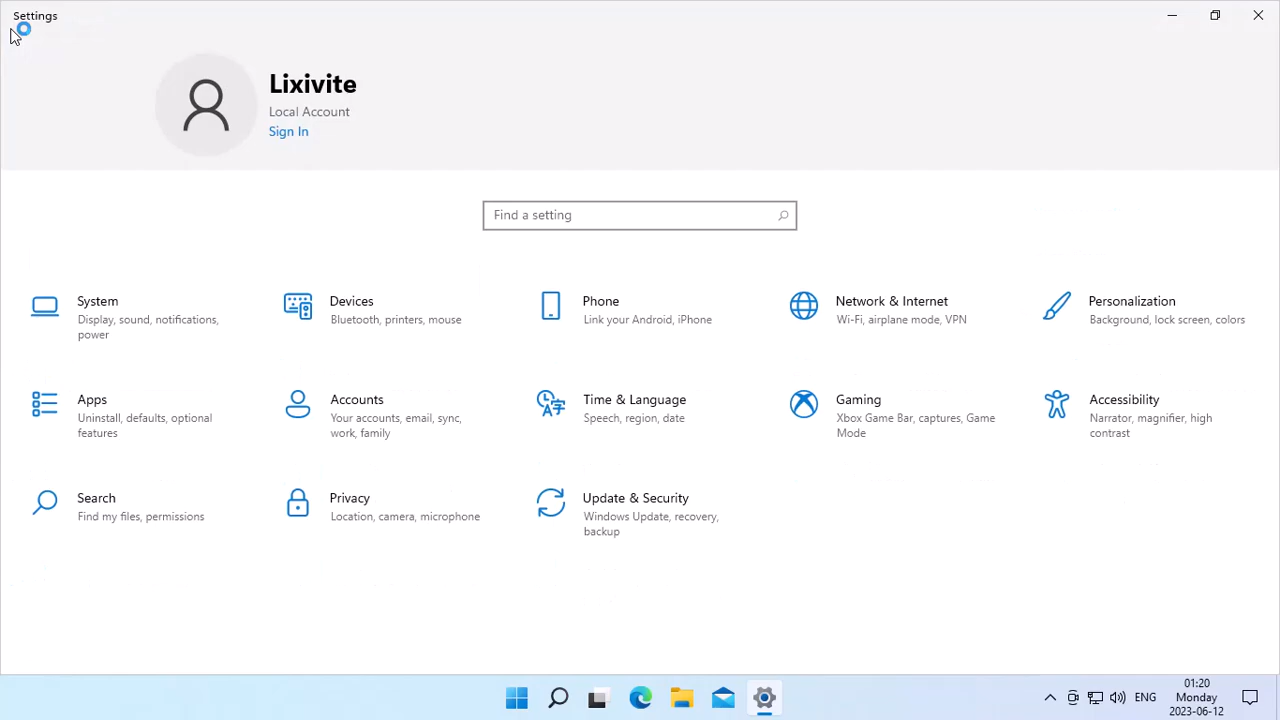 Settings
Lixivite
Local Account
Sign In
Find a setting
System
Display, sound, notifications,
power
Devices
Bluetooth, printers, mouse
Phone
Link your Android, iPhone
Network & Internet
Wi-Fi, airplane mode, VPN
Personalization
Background, lock screen, colors
Apps
Uninstall, defaults, optional
features
Accounts
Your accounts, email, sync,
work, family
Time & Language
Speech, region, date
Gaming
Xbox Game Bar, captures, Game
Mode
Accessibility
Narrator, magnifier, high
contrast
Search
Find my files, permissions
Privacy
Location, camera, microphone
Update & Security
Windows Update, recovery,
backup
ENG
01:20
Monday
2023-06-12